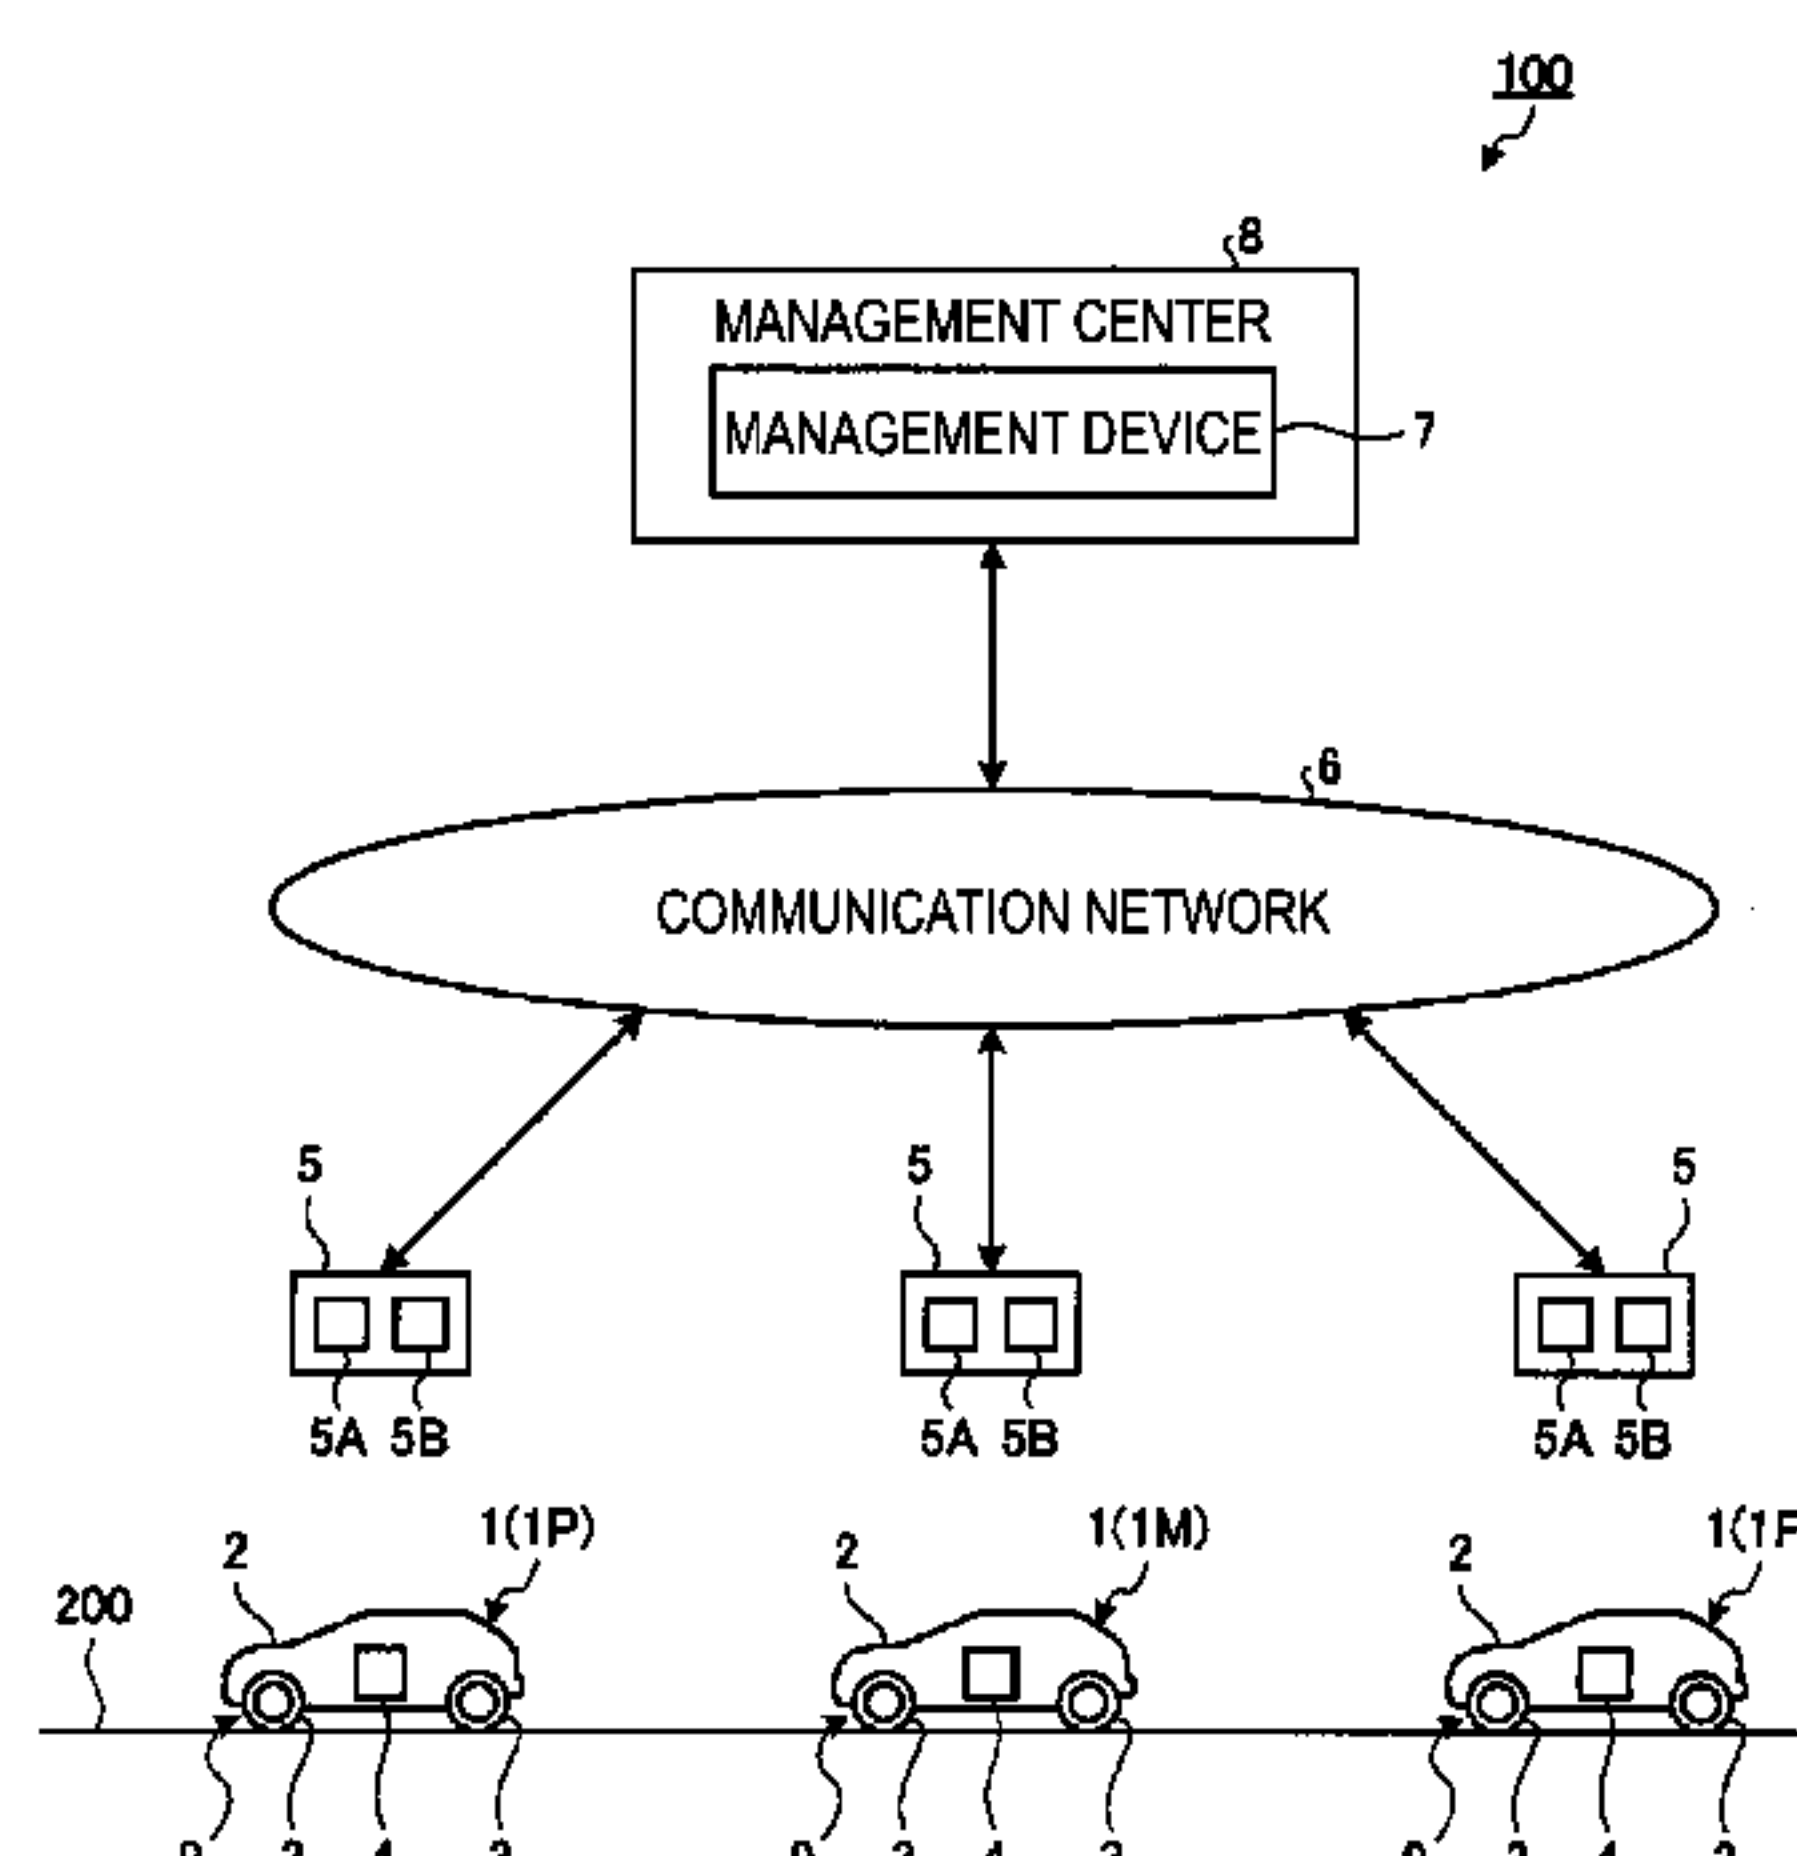 100
8
MANAGEMENT CENTER
MANAGEMENT DEVICE
7
6
COMMUNICATION NETWORK
5 5 5
5A 5B 5A 5B 5A 5B
1(1P) 1(1M)
2 2 2
200